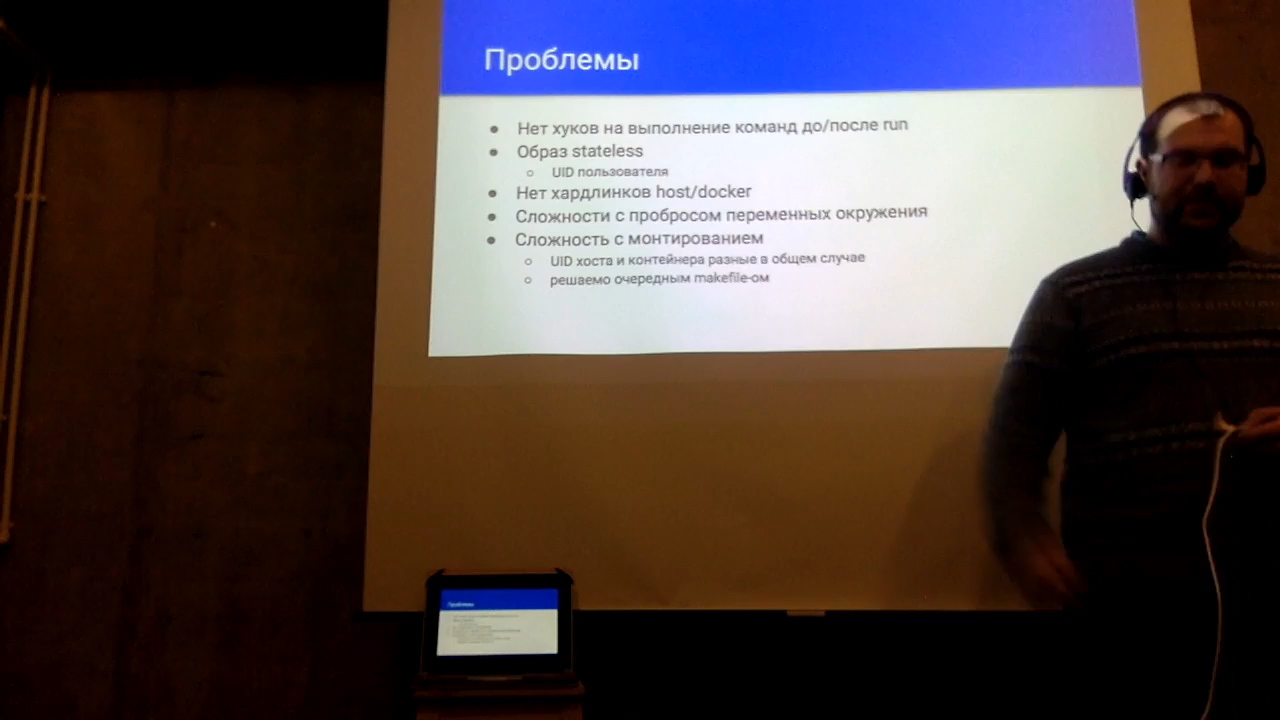 Проблемы
Нет хуков на выполнение команд до/после run
Образ stateless
UID пользователя
Нет хардлинков host/docker
Сложности с пробросом переменных окружения
Сложность с монтированием
UID хоста и контейнера разные в общем случае
решаемо очередным makefile-ом
Проблемы